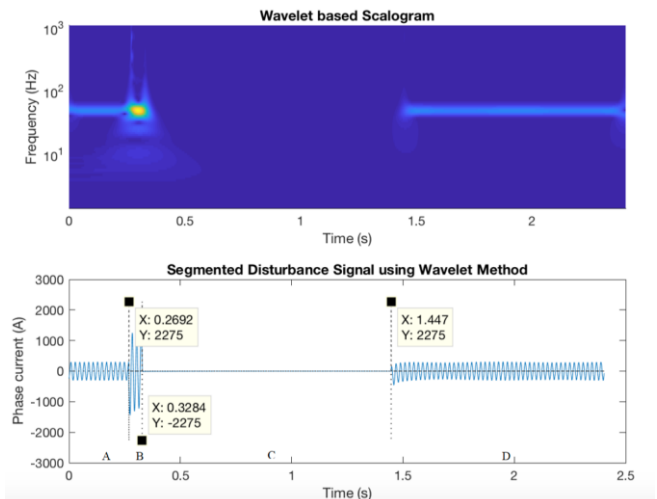 Wavelet based Scalogram
10³
10²
10¹
Frequency (Hz)
0 0.5 1 1.5 2
Time (s)
Segmented Disturbance Signal using Wavelet Method
3000
2000
1000
0
-1000
-2000
-3000
Phase current (A)
X: 0.2692
Y: 2275
X: 1.447
Y: 2275
X: 0.3284
Y: -2275
A B C D
0 0.5 1 1.5 2 2.5
Time (s)